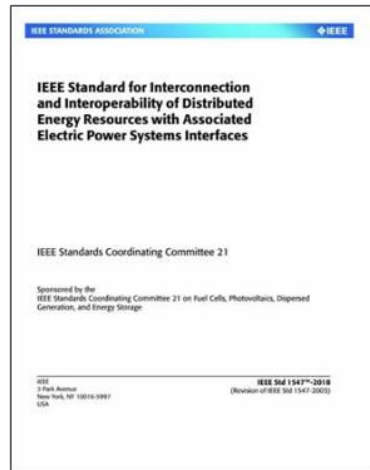 IEEE STANDARDS ASSOCIATION
IEEE
IEEE Standard for Interconnection
and Interoperability of Distributed
Energy Resources with Associated
Electric Power Systems Interfaces
IEEE Standards Coordinating Committee 21
Sponsored by the
IEEE Standards Coordinating Committee 21 on Fuel Cells, Photovoltaics, Dispersed
Generation, and Energy Storage
IEEE
3 Park Avenue
New York, NY 10016-5997
USA
IEEE Std 1547™-2018
(Revision of IEEE Std 1547-2003)